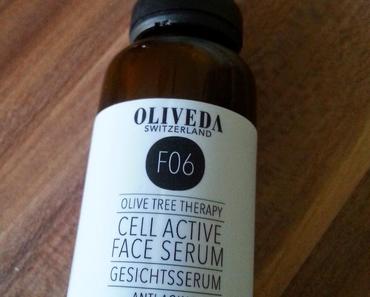 OLIVEDA
SWITZERLAND
F06
OLIVE TREE THERAPY
CELL ACTIVE
FACE SERUM
GESICHTSSERUM